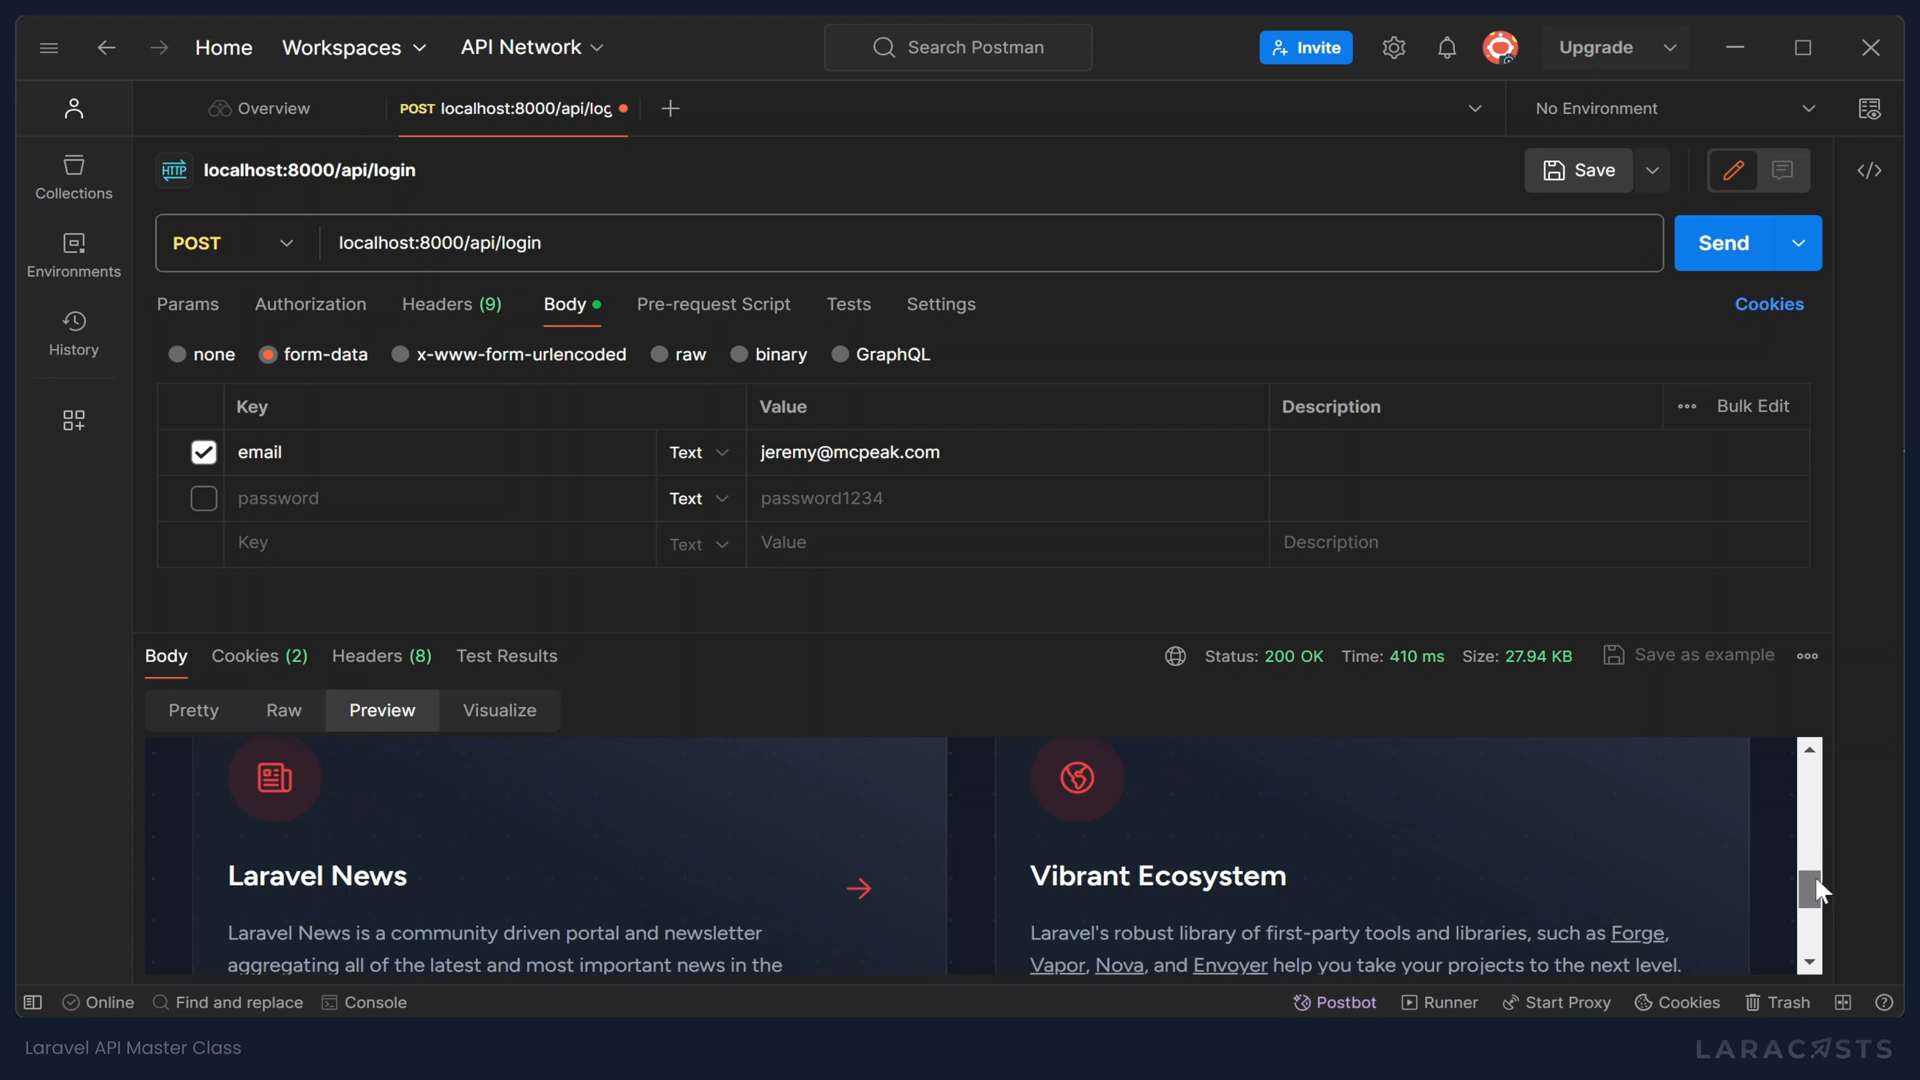 Home Workspaces API Network Search Postman Invite Upgrade
Overview POST localhost:8000/api/log No Environment
HTTP localhost:8000/api/login Save
Collections
POST localhost:8000/api/login Send
Environments
Params Authorization Headers (9) Body Pre-request Script Tests Settings Cookies
History
none form-data x-www-form-urlencoded raw binary GraphQL
Key Value Description Bulk Edit
email Text jeremy@mcpeak.com
password Text password1234
Key Text Value Description
Body Cookies (2) Headers (8) Test Results Status: 200 OK Time: 410 ms Size: 27.94 KB Save as example
Pretty Raw Preview Visualize
Laravel News Vibrant Ecosystem
Laravel News is a community driven portal and newsletter Laravel's robust library of first-party tools and libraries, such as Forge,
aggregating all of the latest and most important news in the Vapor, Nova, and Envoyer help you take your projects to the next level.
Online Find and replace Console Postbot Runner Start Proxy Cookies Trash
Laravel API Master Class LARACASTS